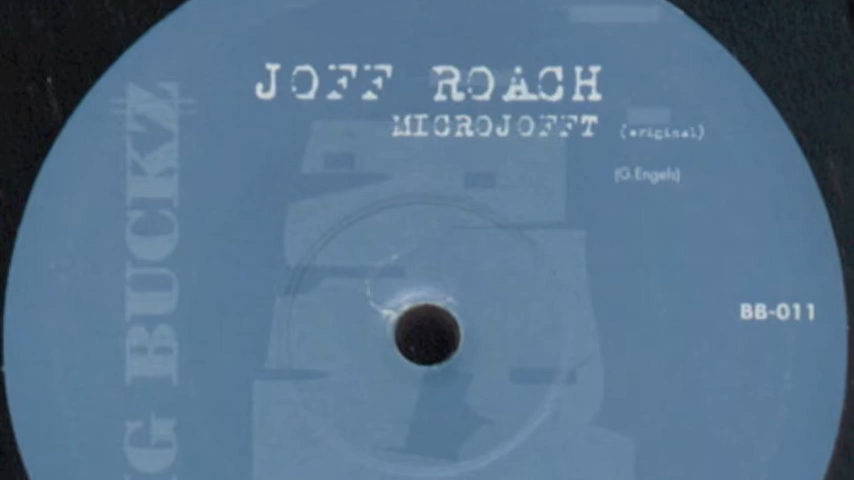 JOFF ROACH
MICROJOFFT (original)
(G.Engels)
BB-011
BUCKZ